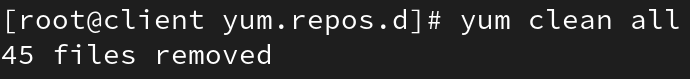 [root@client yum.repos.d]# yum clean all
45 files removed